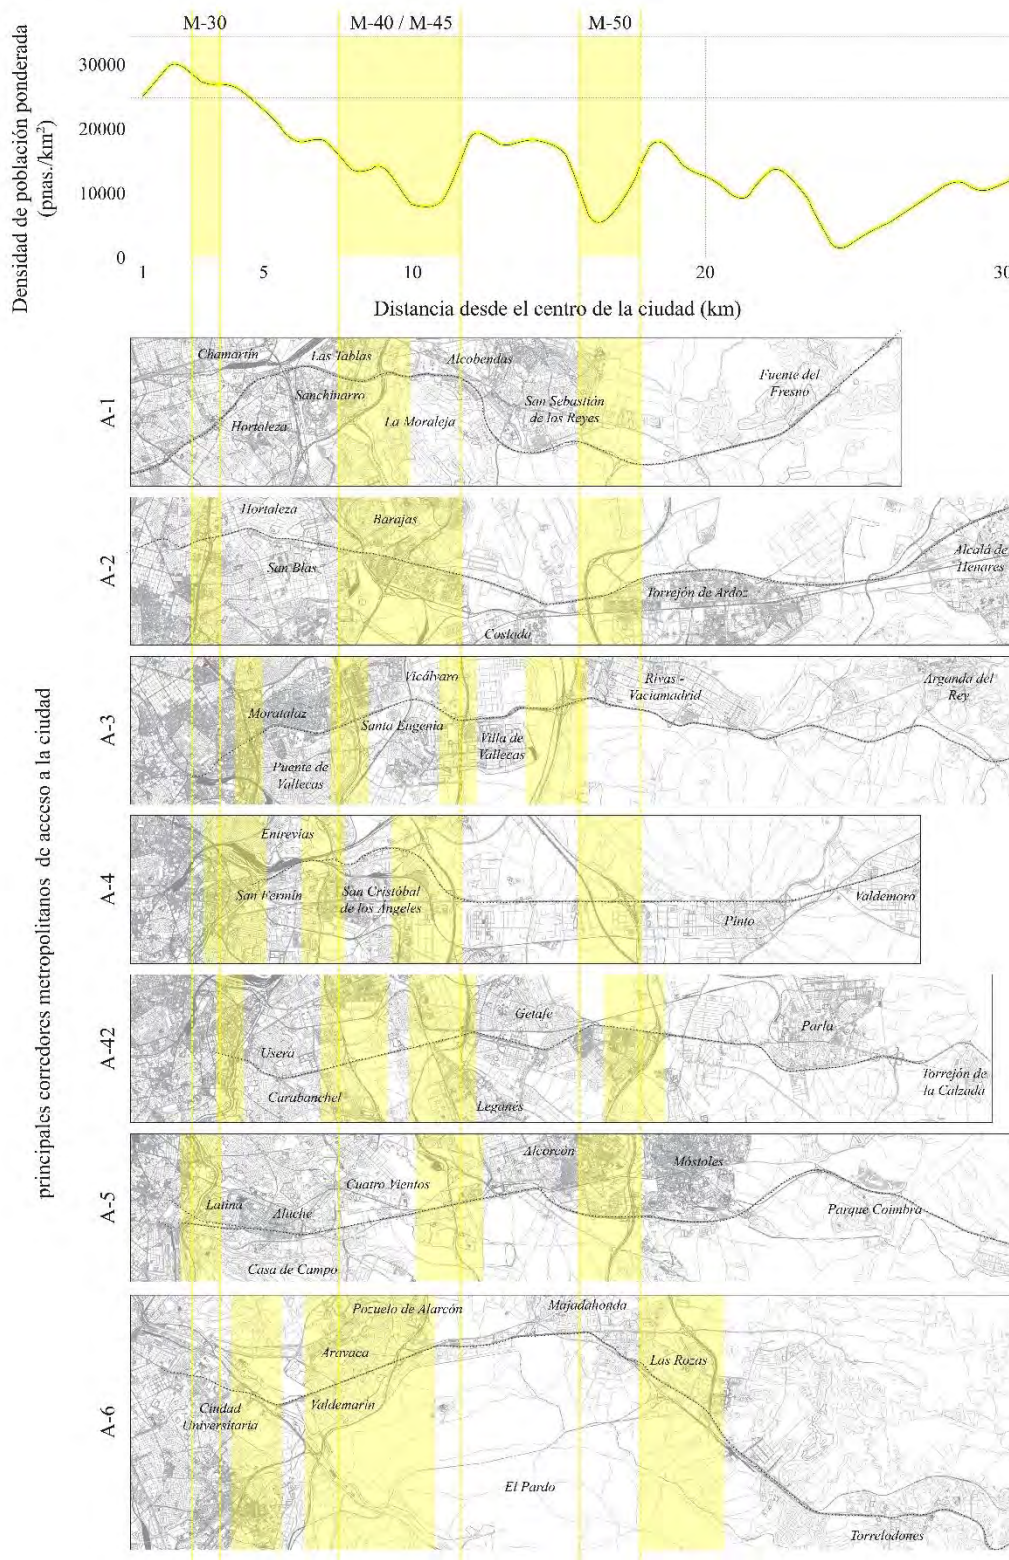 M-30 M-40 / M-45 M-50
Densidad de población ponderada
(pnas./km²)
30000
20000
10000
0
1 5 10 20 30
Distancia desde el centro de la ciudad (km)
principales corredores metropolitanos de acceso a la ciudad
A-1
Chamartín
Las Tablas
Alcobendas
Sanchinarro
Hortaleza
La Moraleja
San Sebastián
de los Reyes
Fuente del
Fresno
A-2
Hortaleza
Barajas
San Blas
Coslada
Torrejón de Ardoz
Alcalá de
Henares
A-3
Vicálvaro
Moratalaz
Santa Eugenia
Puente de
Vallecas
Villa de
Vallecas
Rivas -
Vaciamadrid
Arganda del
Rey
A-4
Entrevías
San Fermín
San Cristóbal
de los Ángeles
Pinto
Valdemoro
A-42
Usera
Carabanchel
Getafe
Leganés
Parla
Torrejón de
la Calzada
A-5
Latina
Aluche
Casa de Campo
Cuatro Vientos
Alcorcón
Móstoles
Parque Coimbra
A-6
Pozuelo de Alarcón
Majadahonda
Aravaca
Las Rozas
Valdemarín
Ciudad
Universitaria
El Pardo
Torrelodones